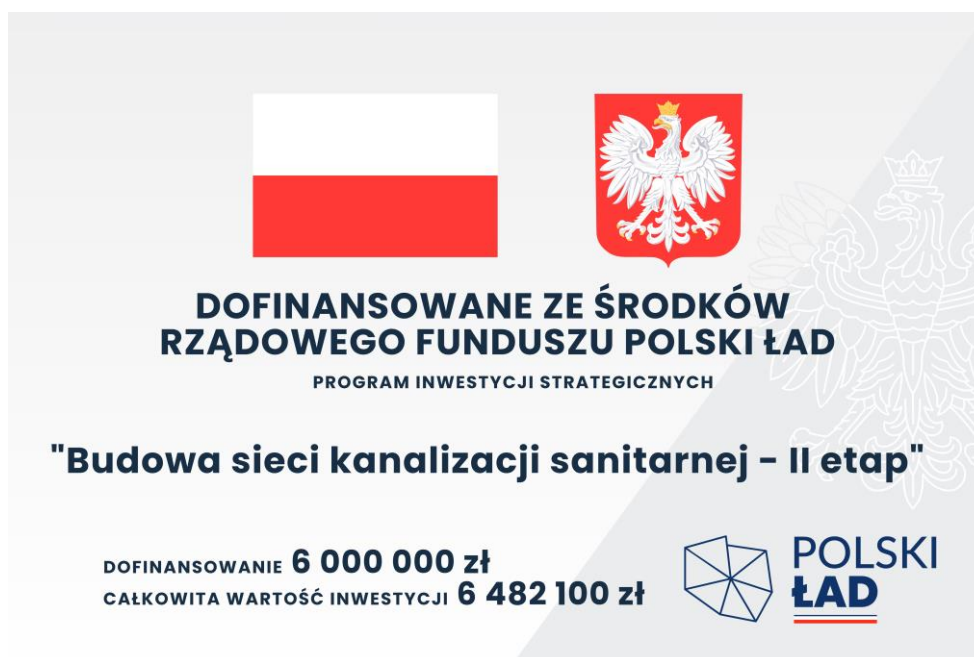 DOFINANSOWANE ZE ŚRODKÓW
RZĄDOWEGO FUNDUSZU POLSKI ŁAD
PROGRAM INWESTYCJI STRATEGICZNYCH
"Budowa sieci kanalizacji sanitarnej - II etap"
DOFINANSOWANIE 6 000 000 zł
CAŁKOWITA WARTOŚĆ INWESTYCJI 6 482 100 zł
POLSKI
ŁAD